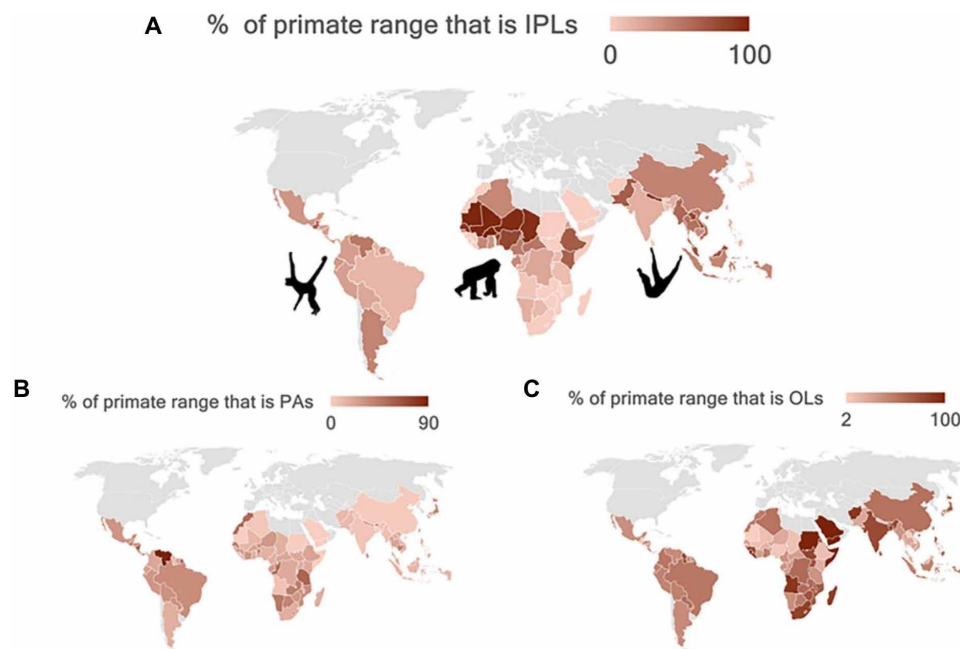 A
% of primate range that is IPLs
0 100
B
% of primate range that is PAs
0 90
C
% of primate range that is OLs
2 100